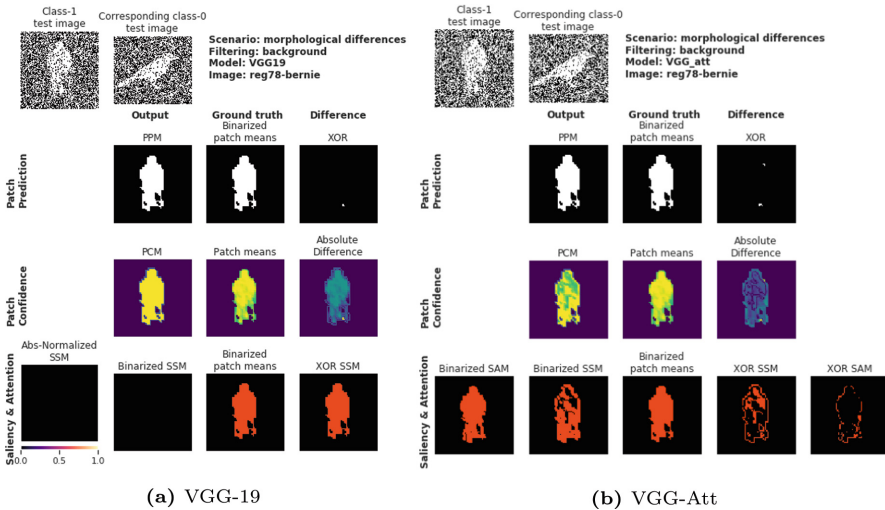 Class-1
test image
Corresponding class-0
test image
Scenario: morphological differences
Filtering: background
Model: VGG19
Image: reg78-bernie
Output
Ground truth
Difference
Patch
Prediction
PPM
Binarized
patch means
XOR
Patch
Confidence
PCM
Patch means
Absolute
Difference
Saliency & Attention
Abs-Normalized
SSM
Binarized SSM
Binarized
patch means
XOR SSM
0.0 0.5 1.0
(a) VGG-19
Class-1
test image
Corresponding class-0
test image
Scenario: morphological differences
Filtering: background
Model: VGG_att
Image: reg78-bernie
Output
Ground truth
Difference
Patch
Prediction
PPM
Binarized
patch means
XOR
Patch
Confidence
PCM
Patch means
Absolute
Difference
Saliency & Attention
Binarized SAM
Binarized SSM
Binarized
patch means
XOR SSM
XOR SAM
(b) VGG-Att